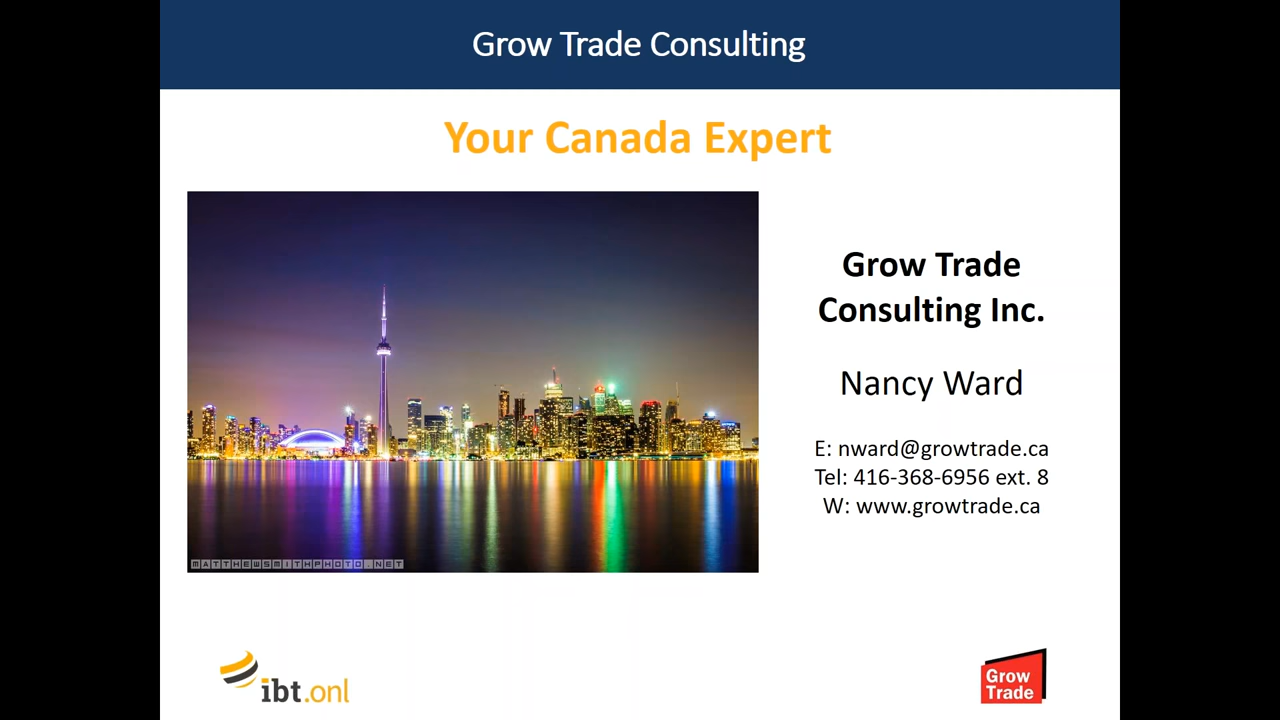 Grow Trade Consulting
Your Canada Expert
Grow Trade
Consulting Inc.
Nancy Ward
E: nward@growtrade.ca
Tel: 416-368-6956 ext. 8
W: www.growtrade.ca
MATTHEWSMITHPHOTO.NET
ibt.onl
Grow
Trade